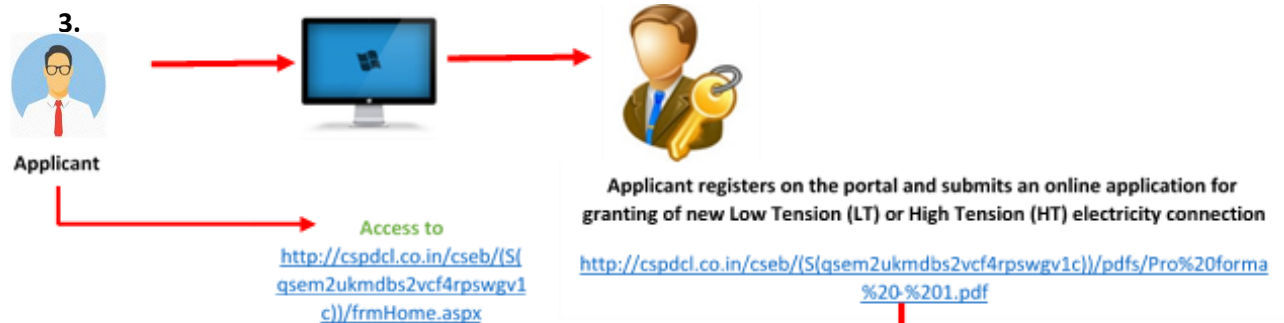 3.
Applicant
Access to
http://cspdcl.co.in/cseb/(S(
qsem2ukmdbs2vcf4rpswgv1
c))/frmHome.aspx
Applicant registers on the portal and submits an online application for
granting of new Low Tension (LT) or High Tension (HT) electricity connection
http://cspdcl.co.in/cseb/(S(qsem2ukmdbs2vcf4rpswgv1c))/pdfs/Pro%20forma
%20-%201.pdf